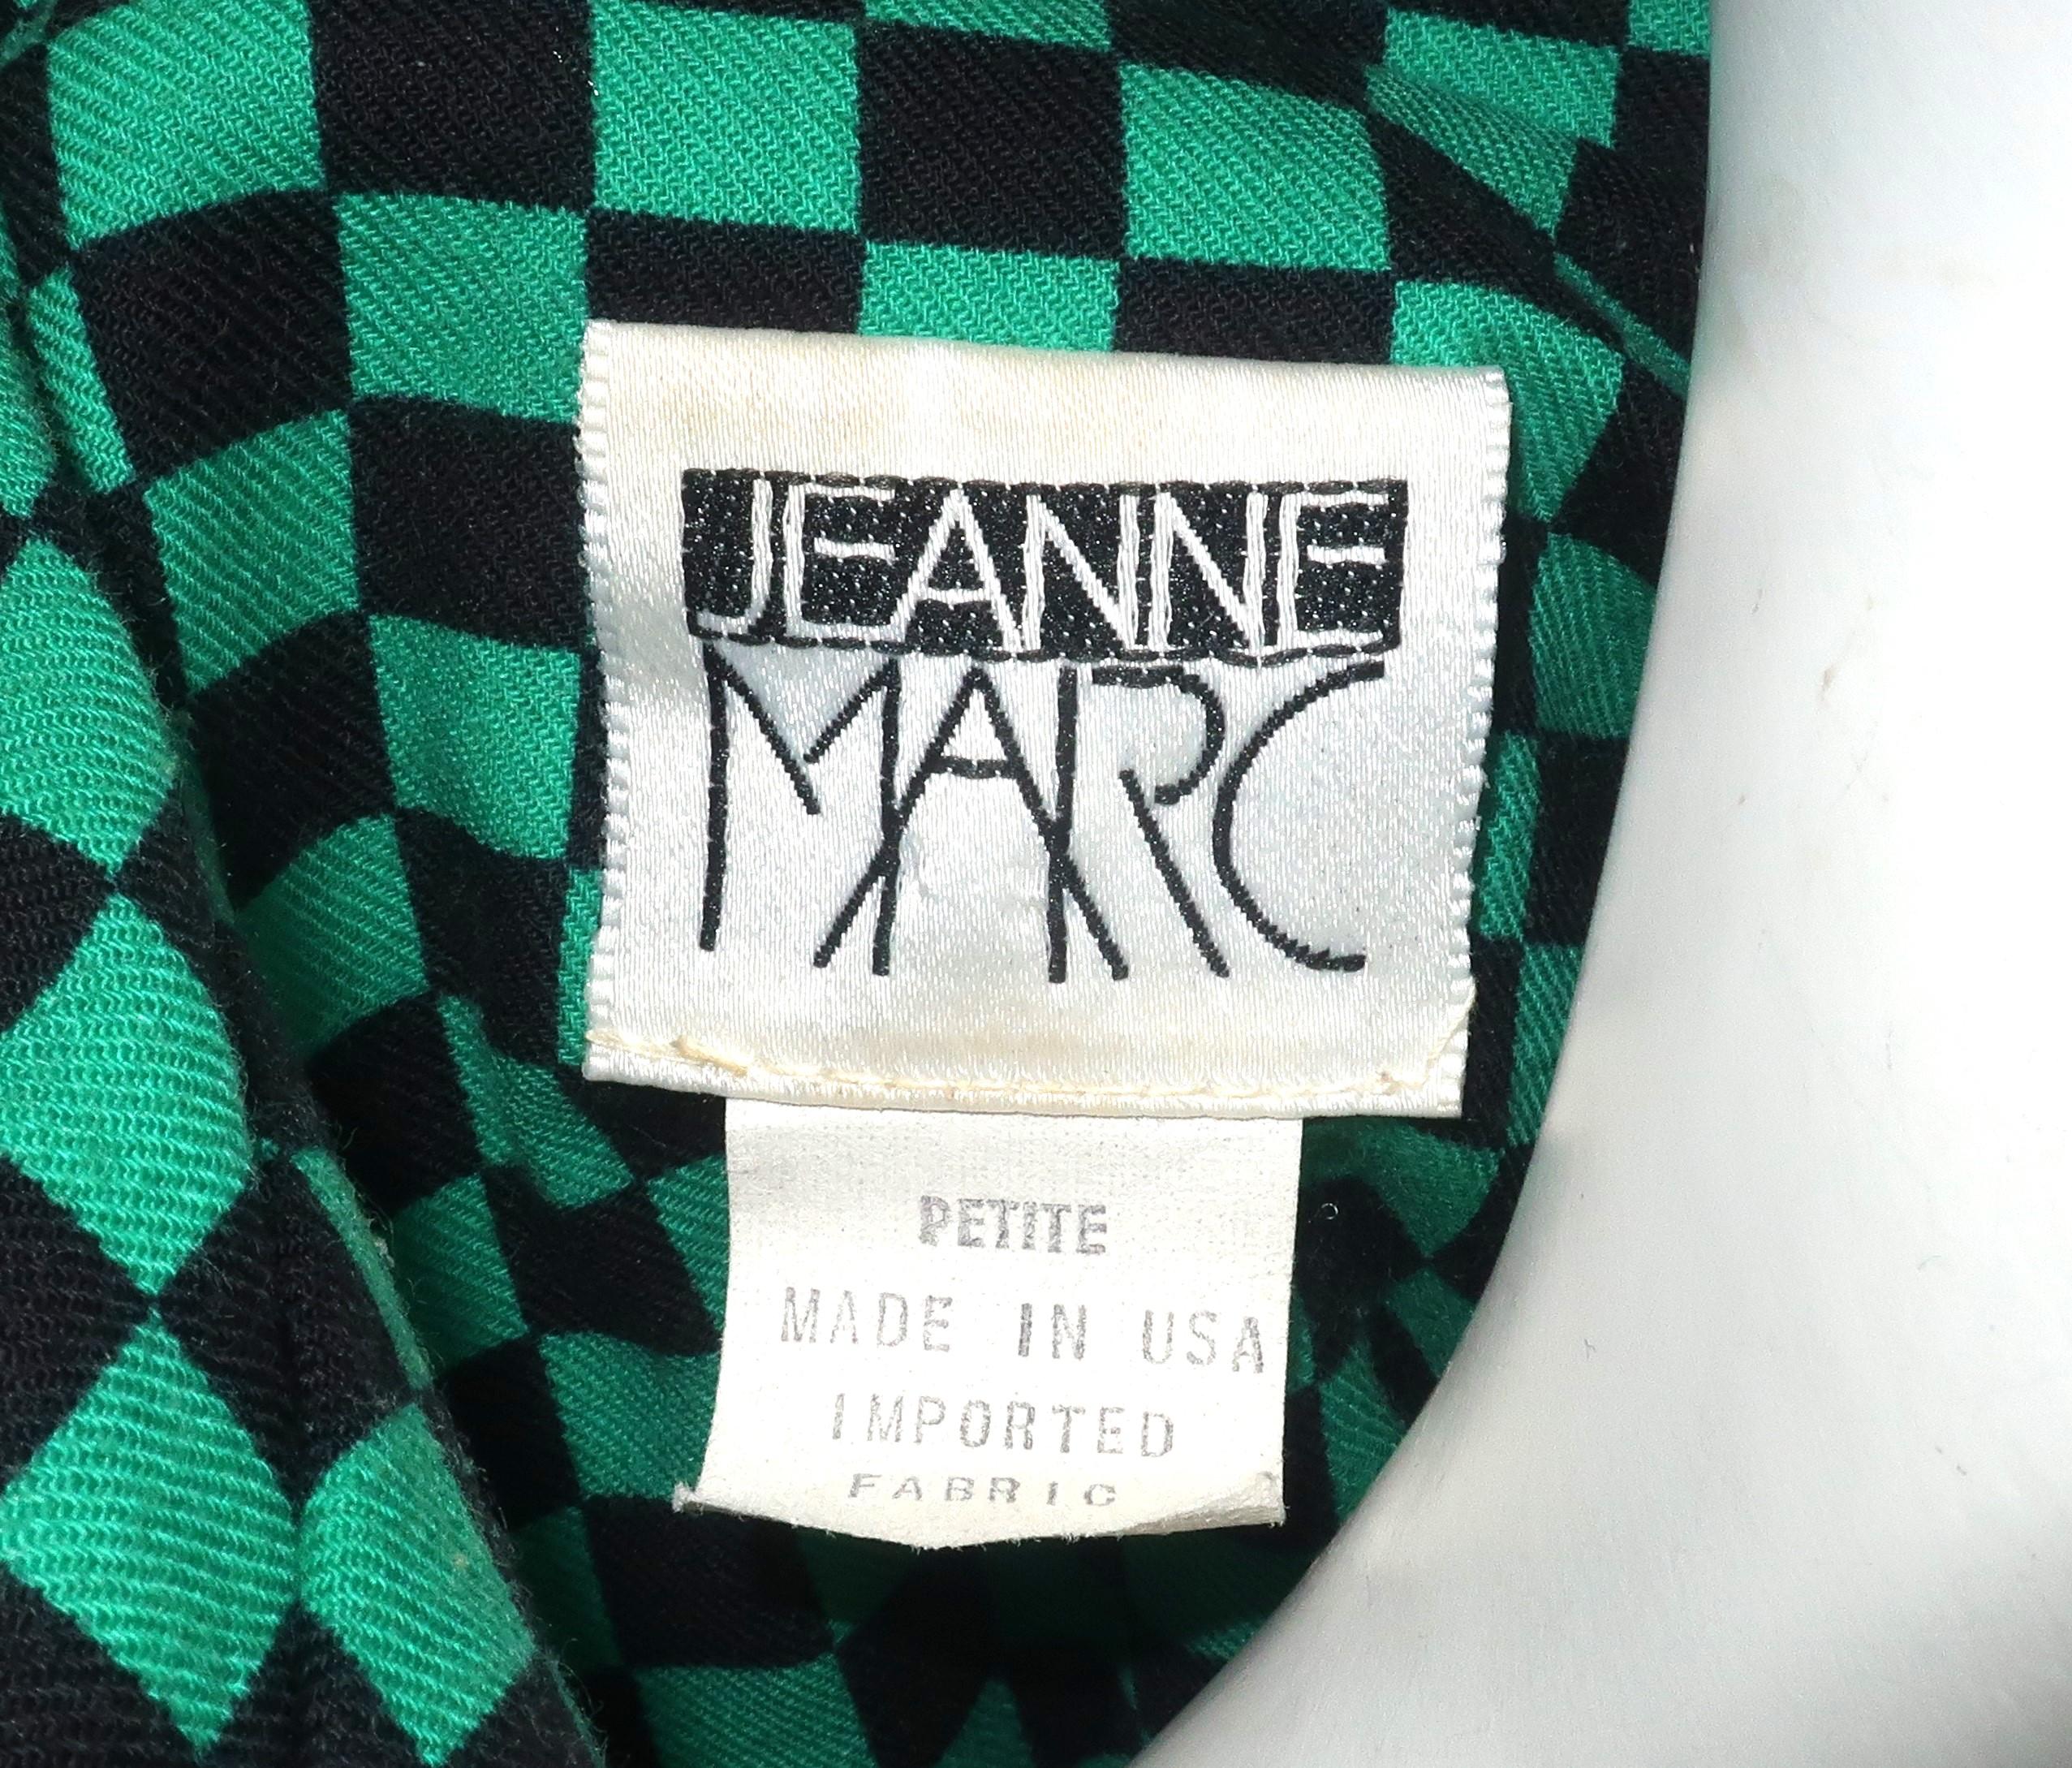 JEANNE
MARC
PETITE
MADE IN USA
IMPORTED
FABRIC